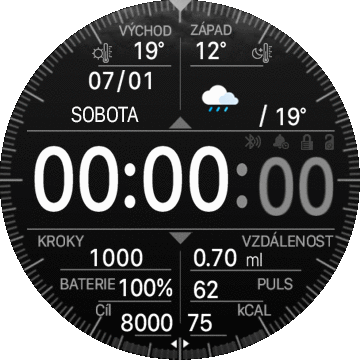 VÝCHOD ZÁPAD
19° 12°
07/01
SOBOTA / 19°
00:00:00
KROKY VZDÁLENOST
1000 0.70 ml
BATERIE 100% 62 PULS
Cíl 8000 75 kCAL